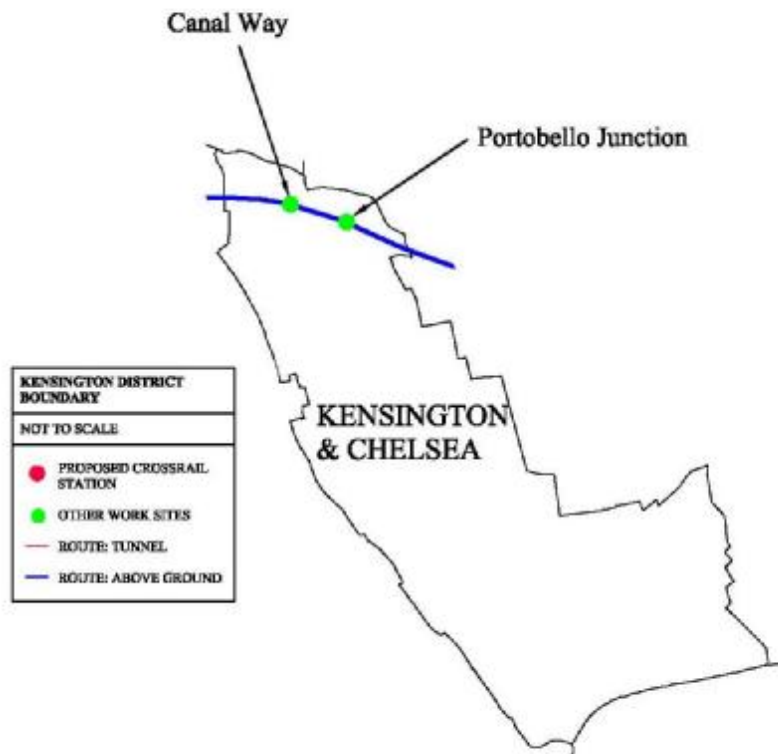 Canal Way
Portobello Junction
KENSINGTON
& CHELSEA
KENSINGTON DISTRICT
BOUNDARY
NOT TO SCALE
PROPOSED CROSSRAIL
STATION
OTHER WORK SITES
ROUTE: TUNNEL
ROUTE: ABOVE GROUND